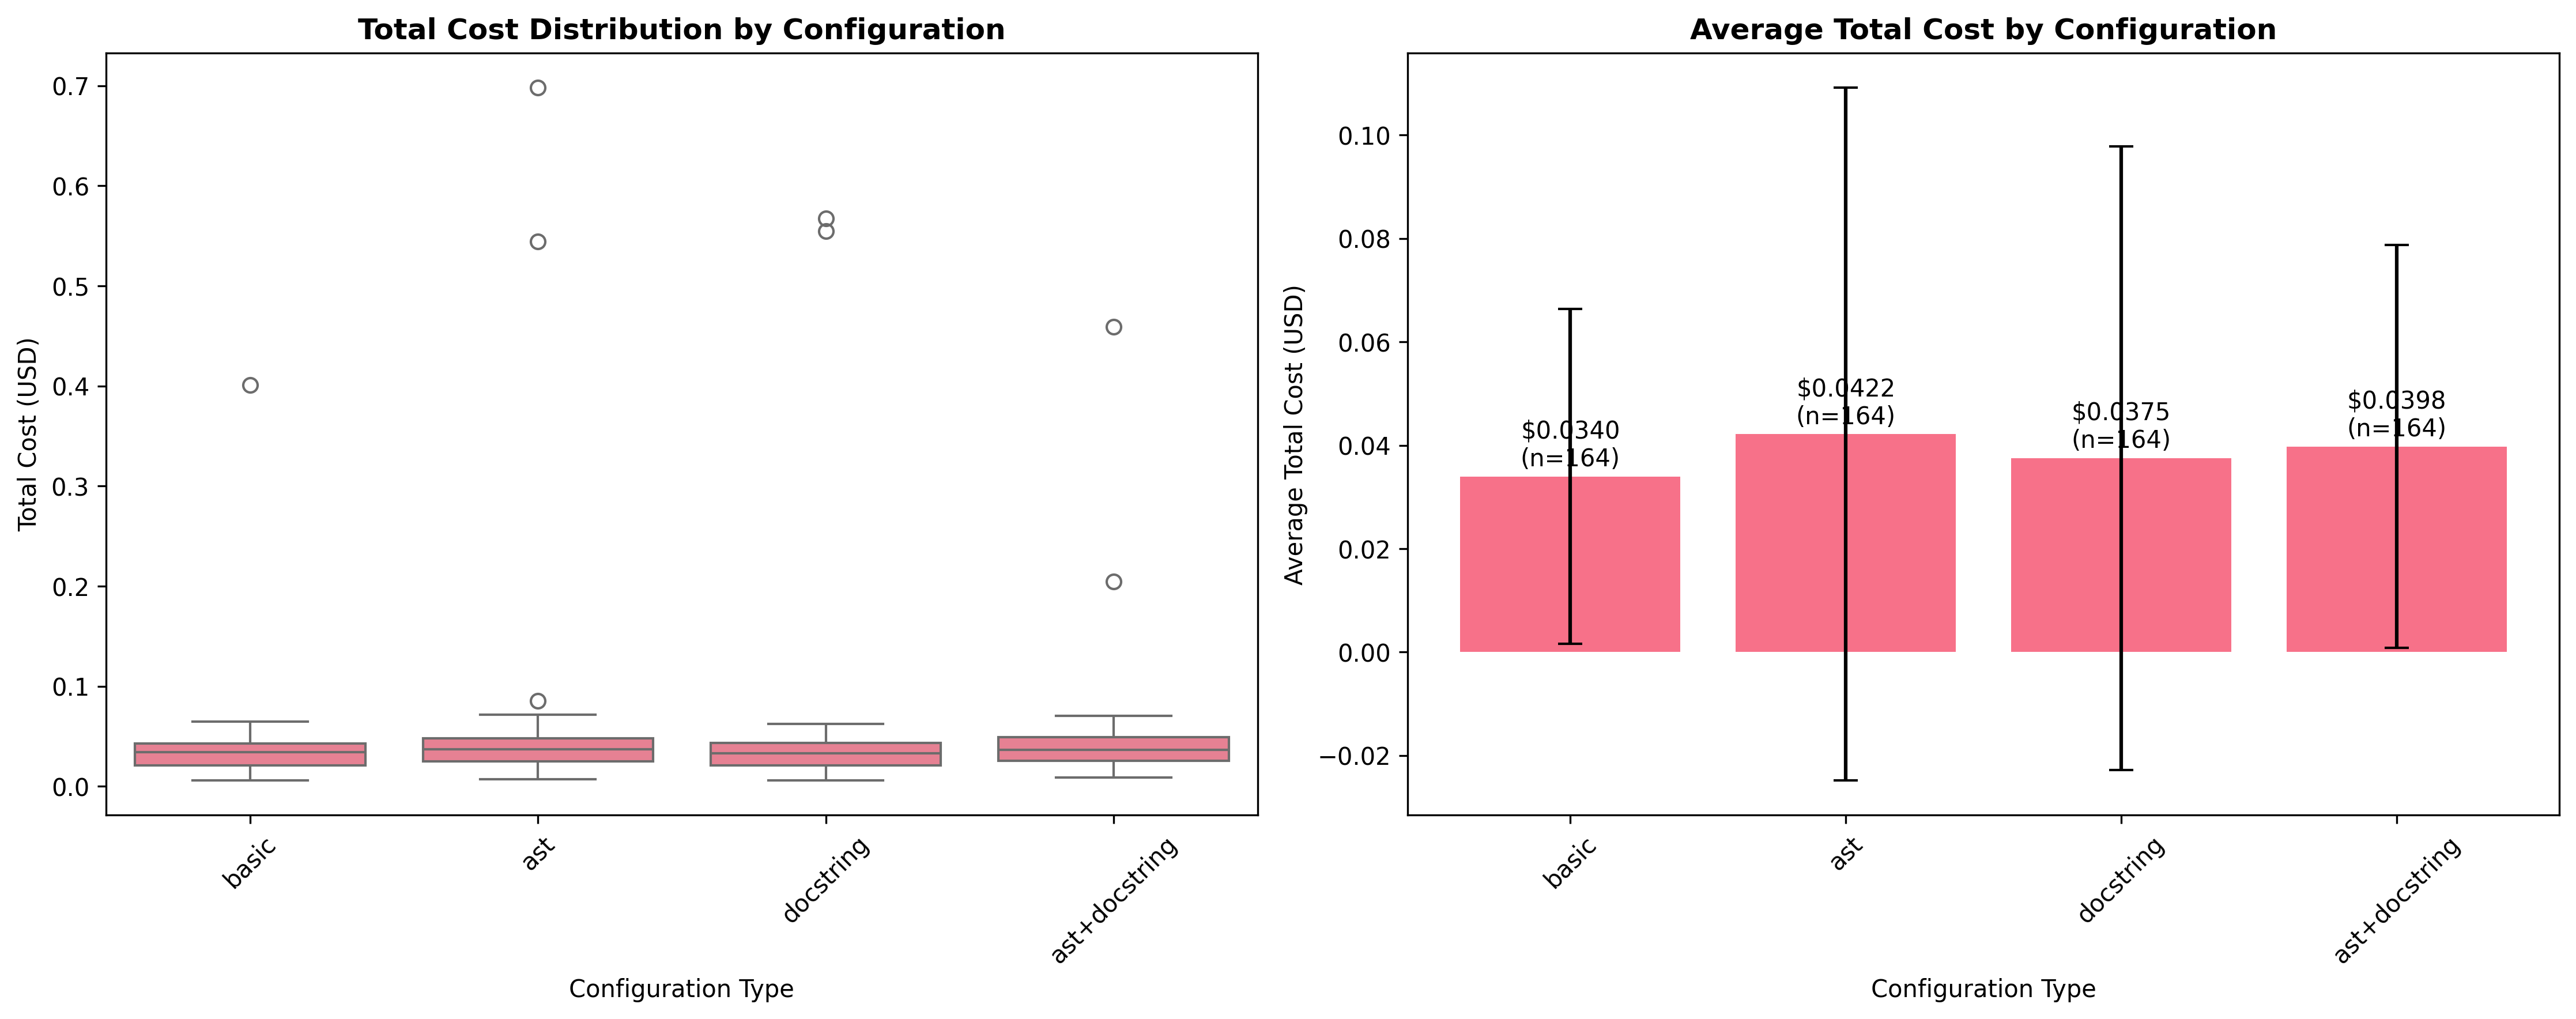 Total Cost Distribution by Configuration
Total Cost (USD)
0.7
0.6
0.5
0.4
0.3
0.2
0.1
0.0
basic
ast
docstring
ast+docstring
Configuration Type
Average Total Cost by Configuration
Average Total Cost (USD)
0.10
0.08
0.06
0.04
0.02
0.00
−0.02
$0.0340
(n=164)
$0.0422
(n=164)
$0.0375
(n=164)
$0.0398
(n=164)
basic
ast
docstring
ast+docstring
Configuration Type